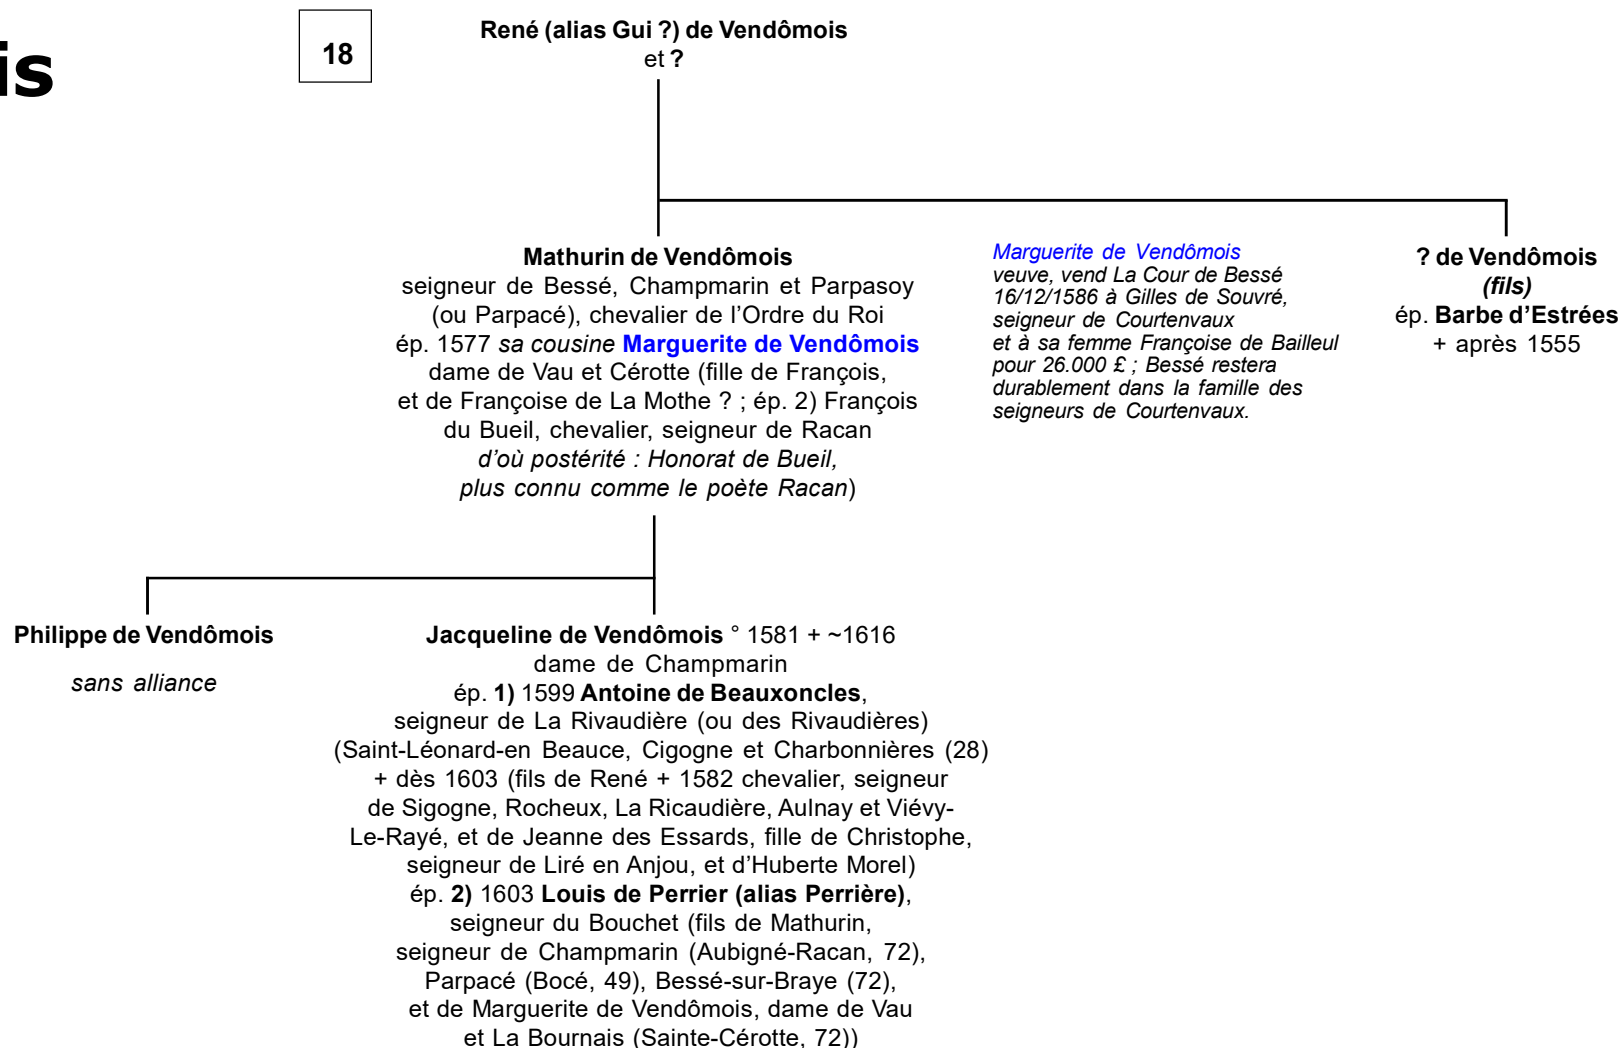 is
18
René (alias Gui ?) de Vendômois
et ?
Mathurin de Vendômois
seigneur de Bessé, Champmarin et Parpasoy
(ou Parpacé), chevalier de l’Ordre du Roi
ép. 1577 sa cousine Marguerite de Vendômois
dame de Vau et Cérotte (fille de François,
et de Françoise de La Mothe ? ; ép. 2) François
du Bueil, chevalier, seigneur de Racan
d’où postérité : Honorat de Bueil,
plus connu comme le poète Racan)
Marguerite de Vendômois
veuve, vend La Cour de Bessé
16/12/1586 à Gilles de Souvré,
seigneur de Courtenvaux
et à sa femme Françoise de Bailleul
pour 26.000 £ ; Bessé restera
durablement dans la famille des
seigneurs de Courtenvaux.
? de Vendômois
(fils)
ép. Barbe d’Estrées
+ après 1555
Philippe de Vendômois
sans alliance
Jacqueline de Vendômois ° 1581 + ~1616
dame de Champmarin
ép. 1) 1599 Antoine de Beauxoncles,
seigneur de La Rivaudière (ou des Rivaudières)
(Saint-Léonard-en Beauce, Cigogne et Charbonnières (28)
+ dès 1603 (fils de René + 1582 chevalier, seigneur
de Sigogne, Rocheux, La Ricaudière, Aulnay et Viévy-
Le-Rayé, et de Jeanne des Essards, fille de Christophe,
seigneur de Liré en Anjou, et d’Huberte Morel)
ép. 2) 1603 Louis de Perrier (alias Perrière),
seigneur du Bouchet (fils de Mathurin,
seigneur de Champmarin (Aubigné-Racan, 72),
Parpacé (Bocé, 49), Bessé-sur-Braye (72),
et de Marguerite de Vendômois, dame de Vau
et La Bournais (Sainte-Cérotte, 72))